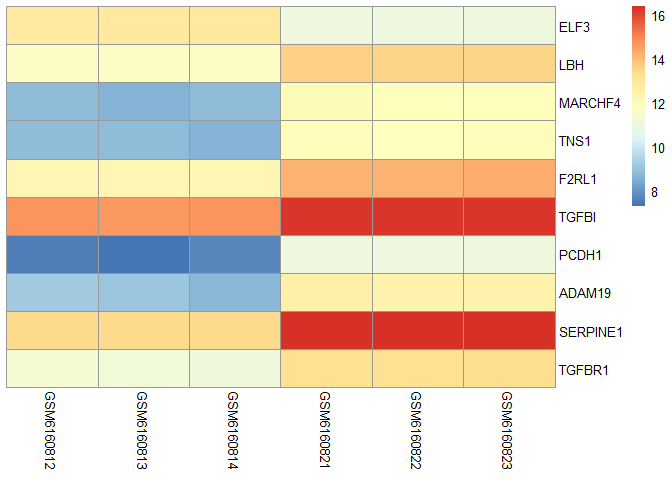 ELF3
LBH
MARCHF4
TNS1
F2RL1
TGFBI
PCDH1
ADAM19
SERPINE1
TGFBR1
16
14
12
10
8
GSM6160812
GSM6160813
GSM6160814
GSM6160821
GSM6160822
GSM6160823